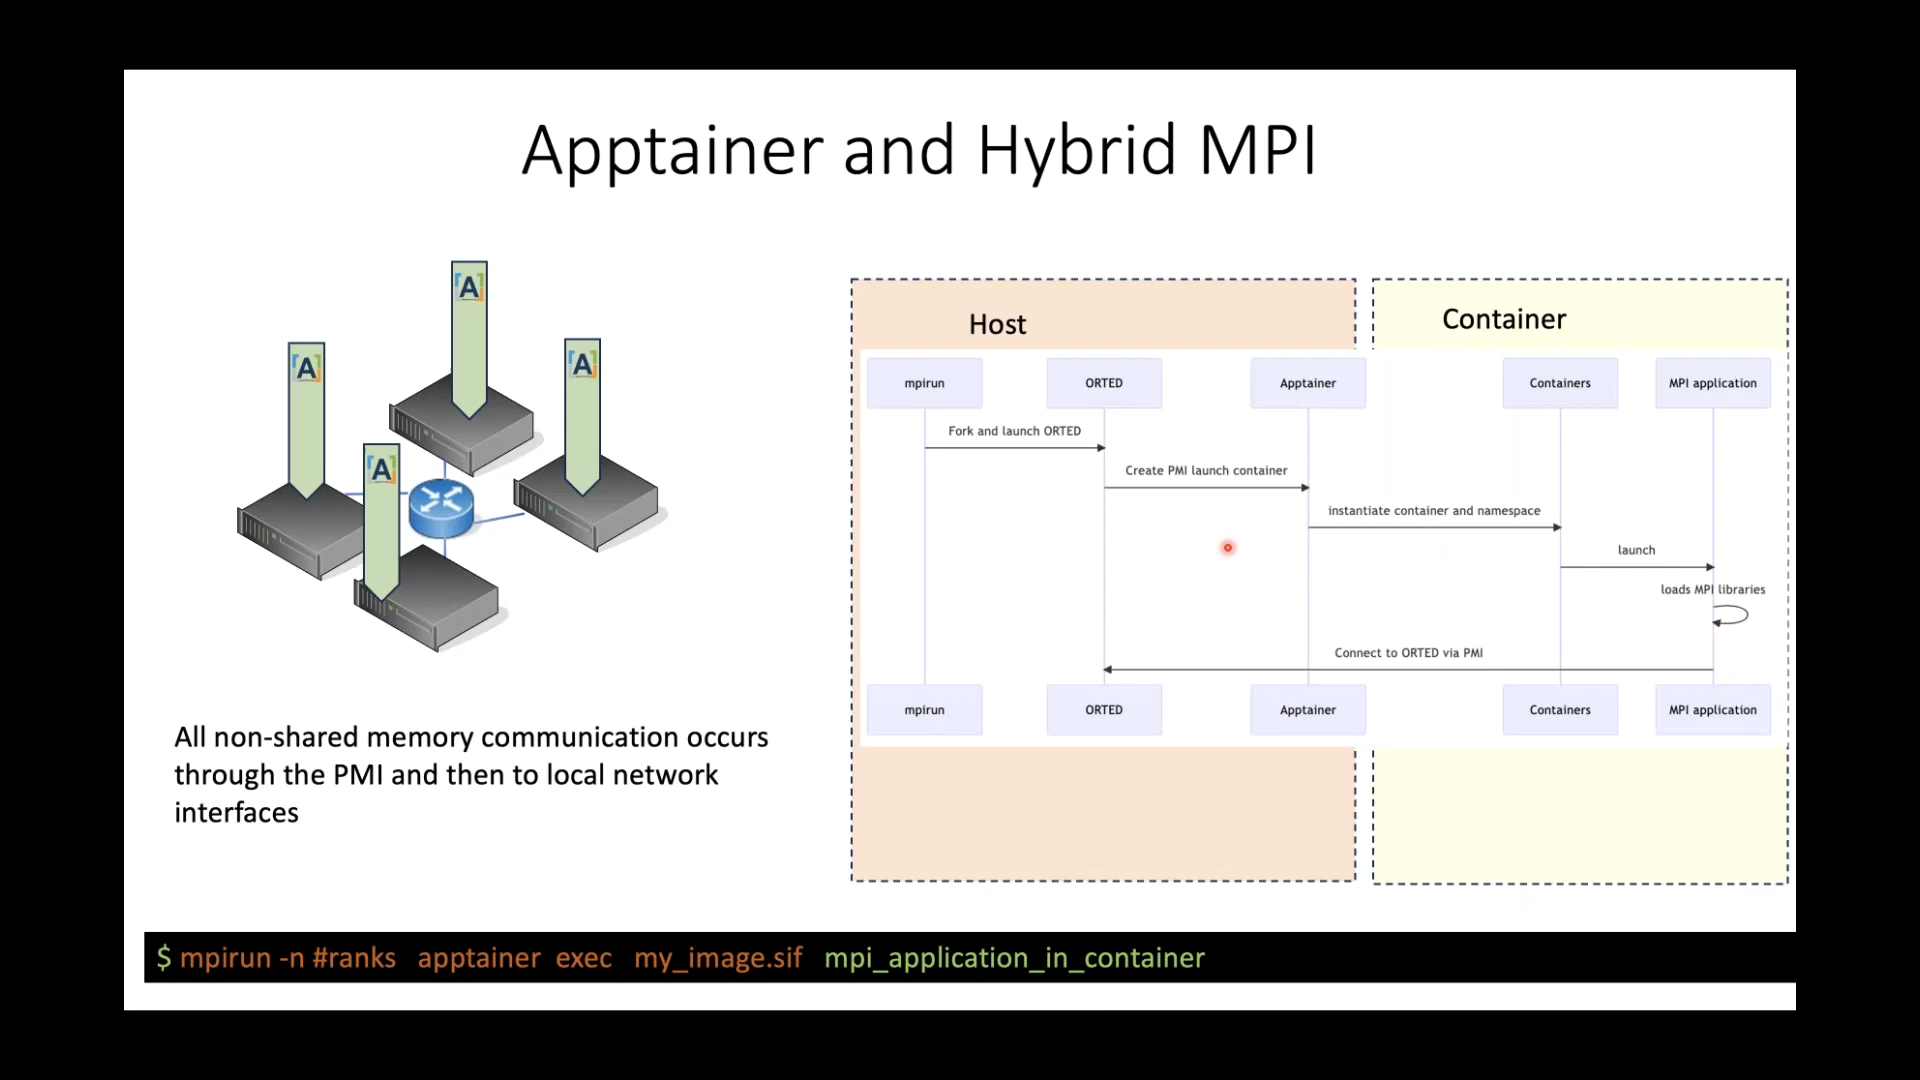 Apptainer and Hybrid MPI
A
A
A
A
All non-shared memory communication occurs
through the PMI and then to local network
interfaces
Host
Container
mpirun
ORTED
Apptainer
Containers
MPI application
Fork and launch ORTED
Create PMI launch container
instantiate container and namespace
launch
loads MPI libraries
Connect to ORTED via PMI
mpirun
ORTED
Apptainer
Containers
MPI application
$ mpirun -n #ranks apptainer exec my_image.sif mpi_application_in_container